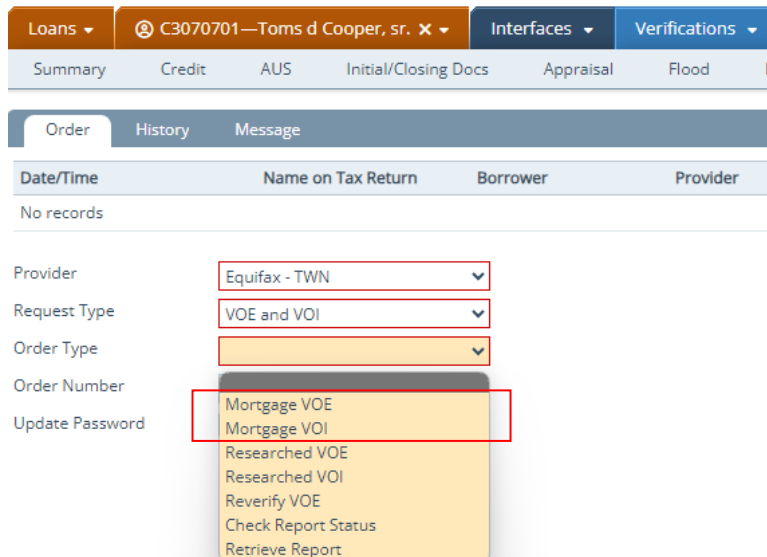 Loans C3070701—Toms d Cooper, sr. X Interfaces Verifications
Summary Credit AUS Initial/Closing Docs Appraisal Flood
Order History Message
Date/Time Name on Tax Return Borrower Provider
No records
Provider Equifax - TWN
Request Type VOE and VOI
Order Type
Order Number
Mortgage VOE
Update Password
Mortgage VOI
Researched VOE
Researched VOI
Reverify VOE
Check Report Status
Retrieve Report